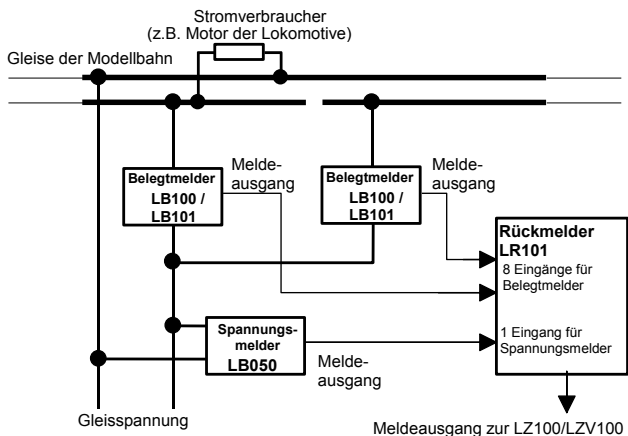 Stromverbraucher
(z.B. Motor der Lokomotive)
Gleise der Modellbahn
Belegtmelder
LB100 /
LB101
Melde-
ausgang
Belegtmelder
LB100 /
LB101
Melde-
ausgang
Rückmelder
LR101
8 Eingänge für
Belegtmelder
1 Eingang für
Spannungsmelder
Spannungs-
melder
LB050
Melde-
ausgang
Gleisspannung
Meldeausgang zur LZ100/LZV100